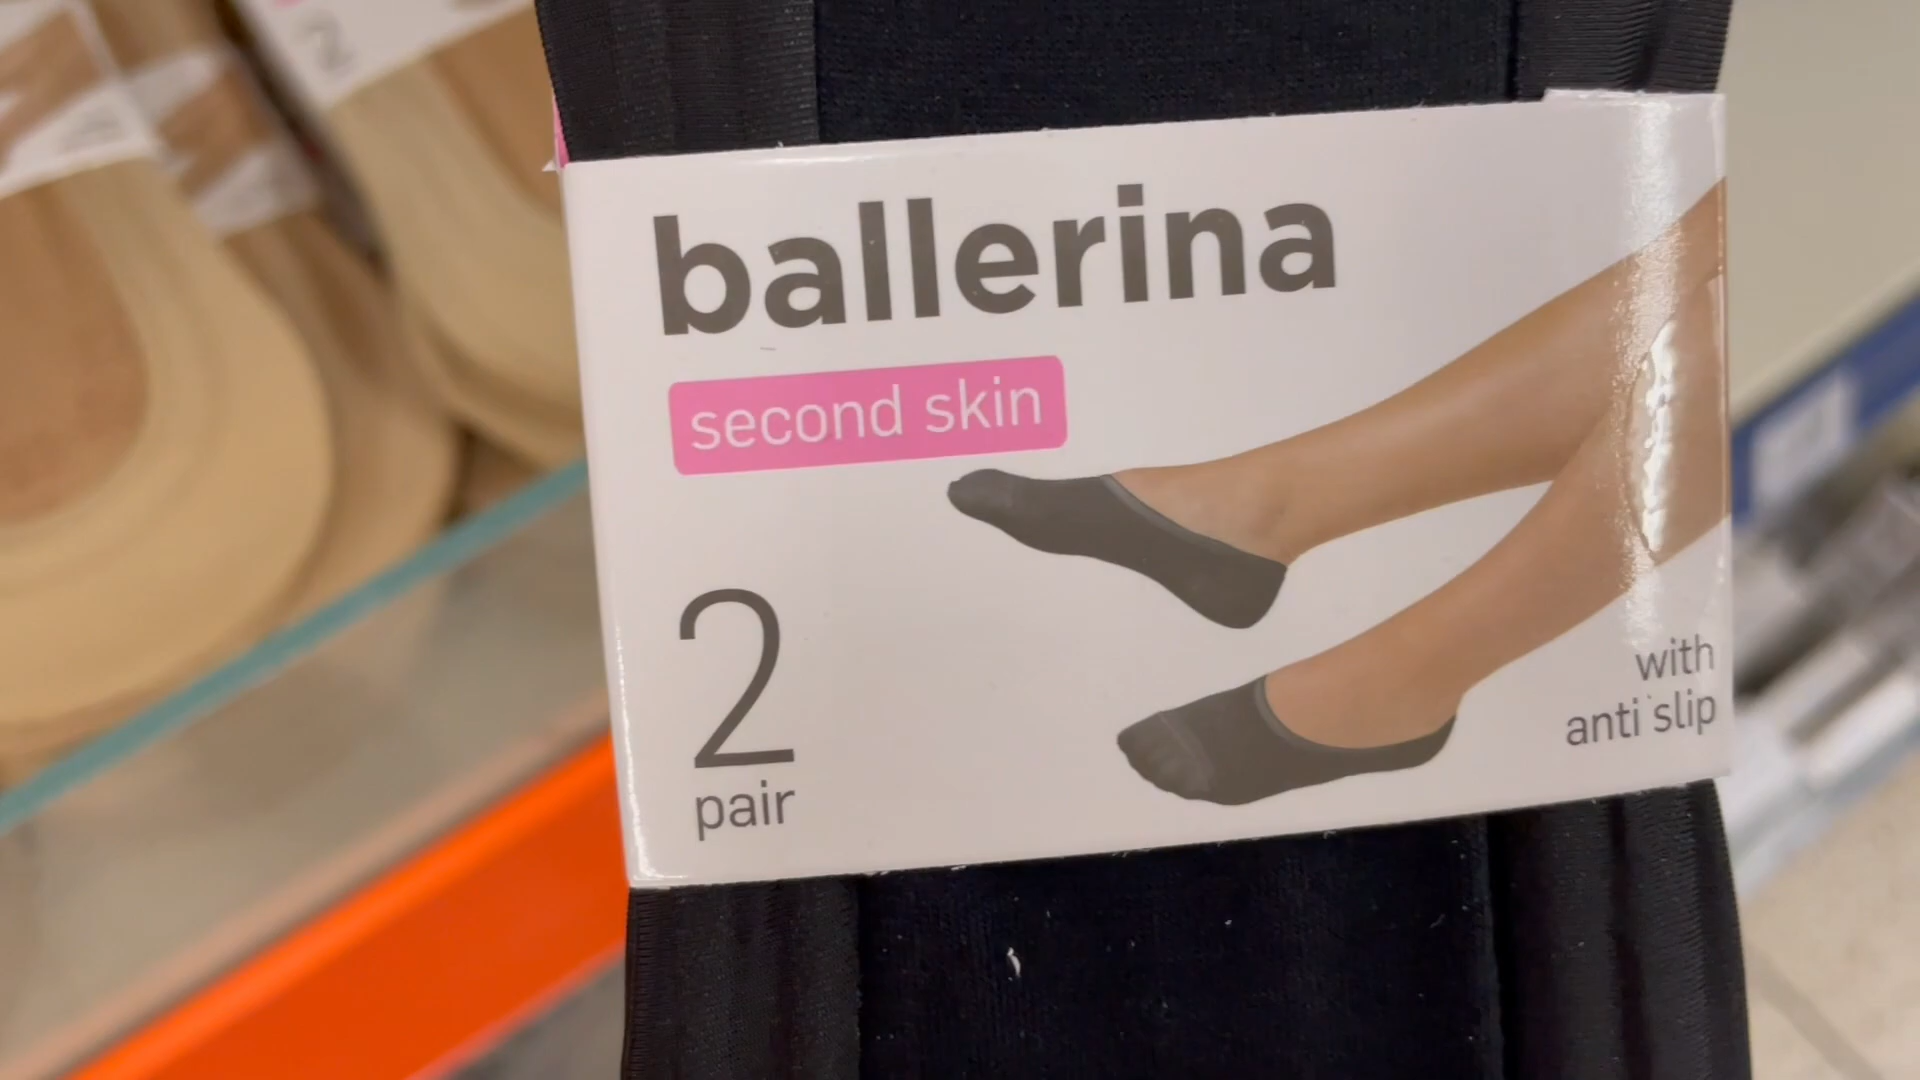 ballerina
second skin
2
pair
with
anti slip